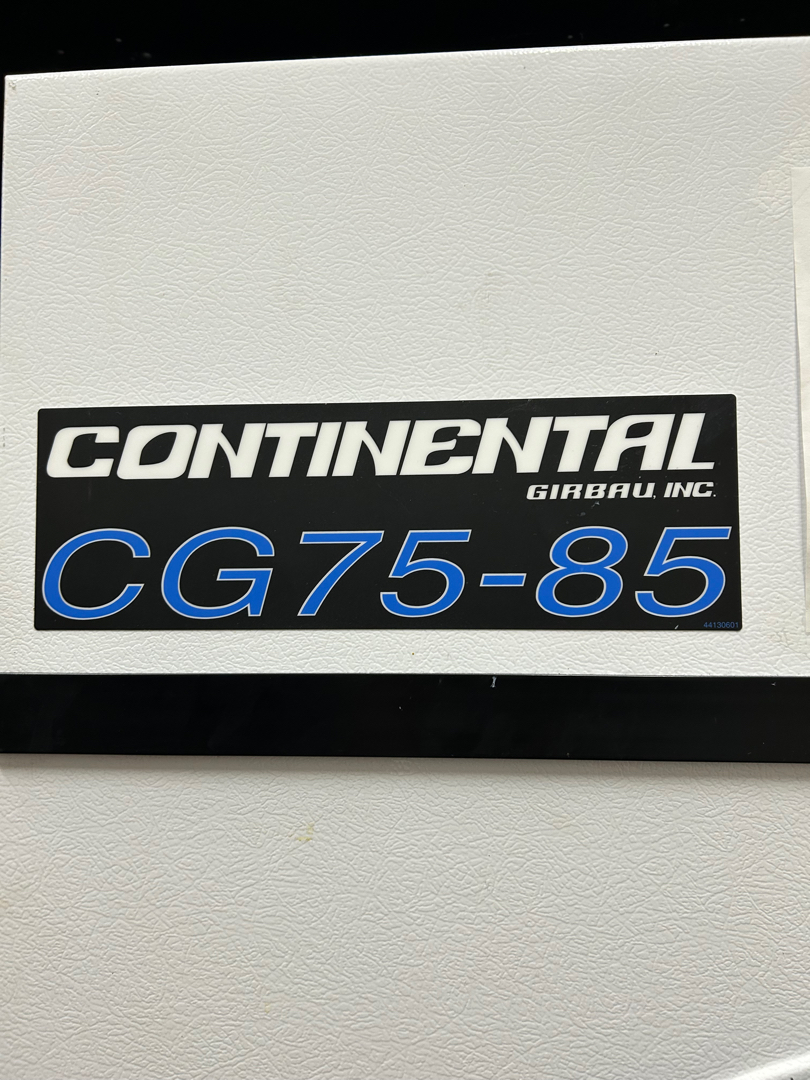 CONTINENTAL
GIRBAU, INC.
CG75-85
44130601